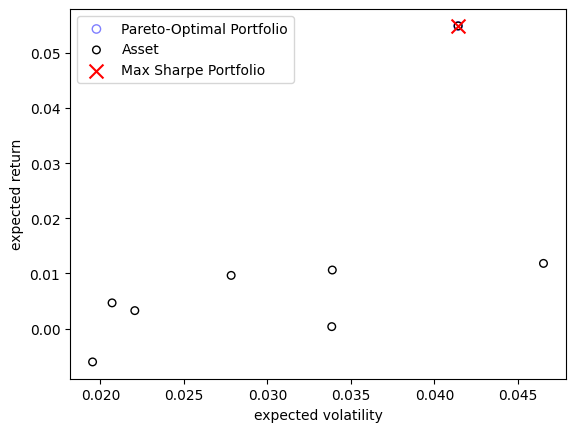 Pareto-Optimal Portfolio
Asset
Max Sharpe Portfolio
expected return
0.05
0.04
0.03
0.02
0.01
0.00
0.020 0.025 0.030 0.035 0.040 0.045
expected volatility